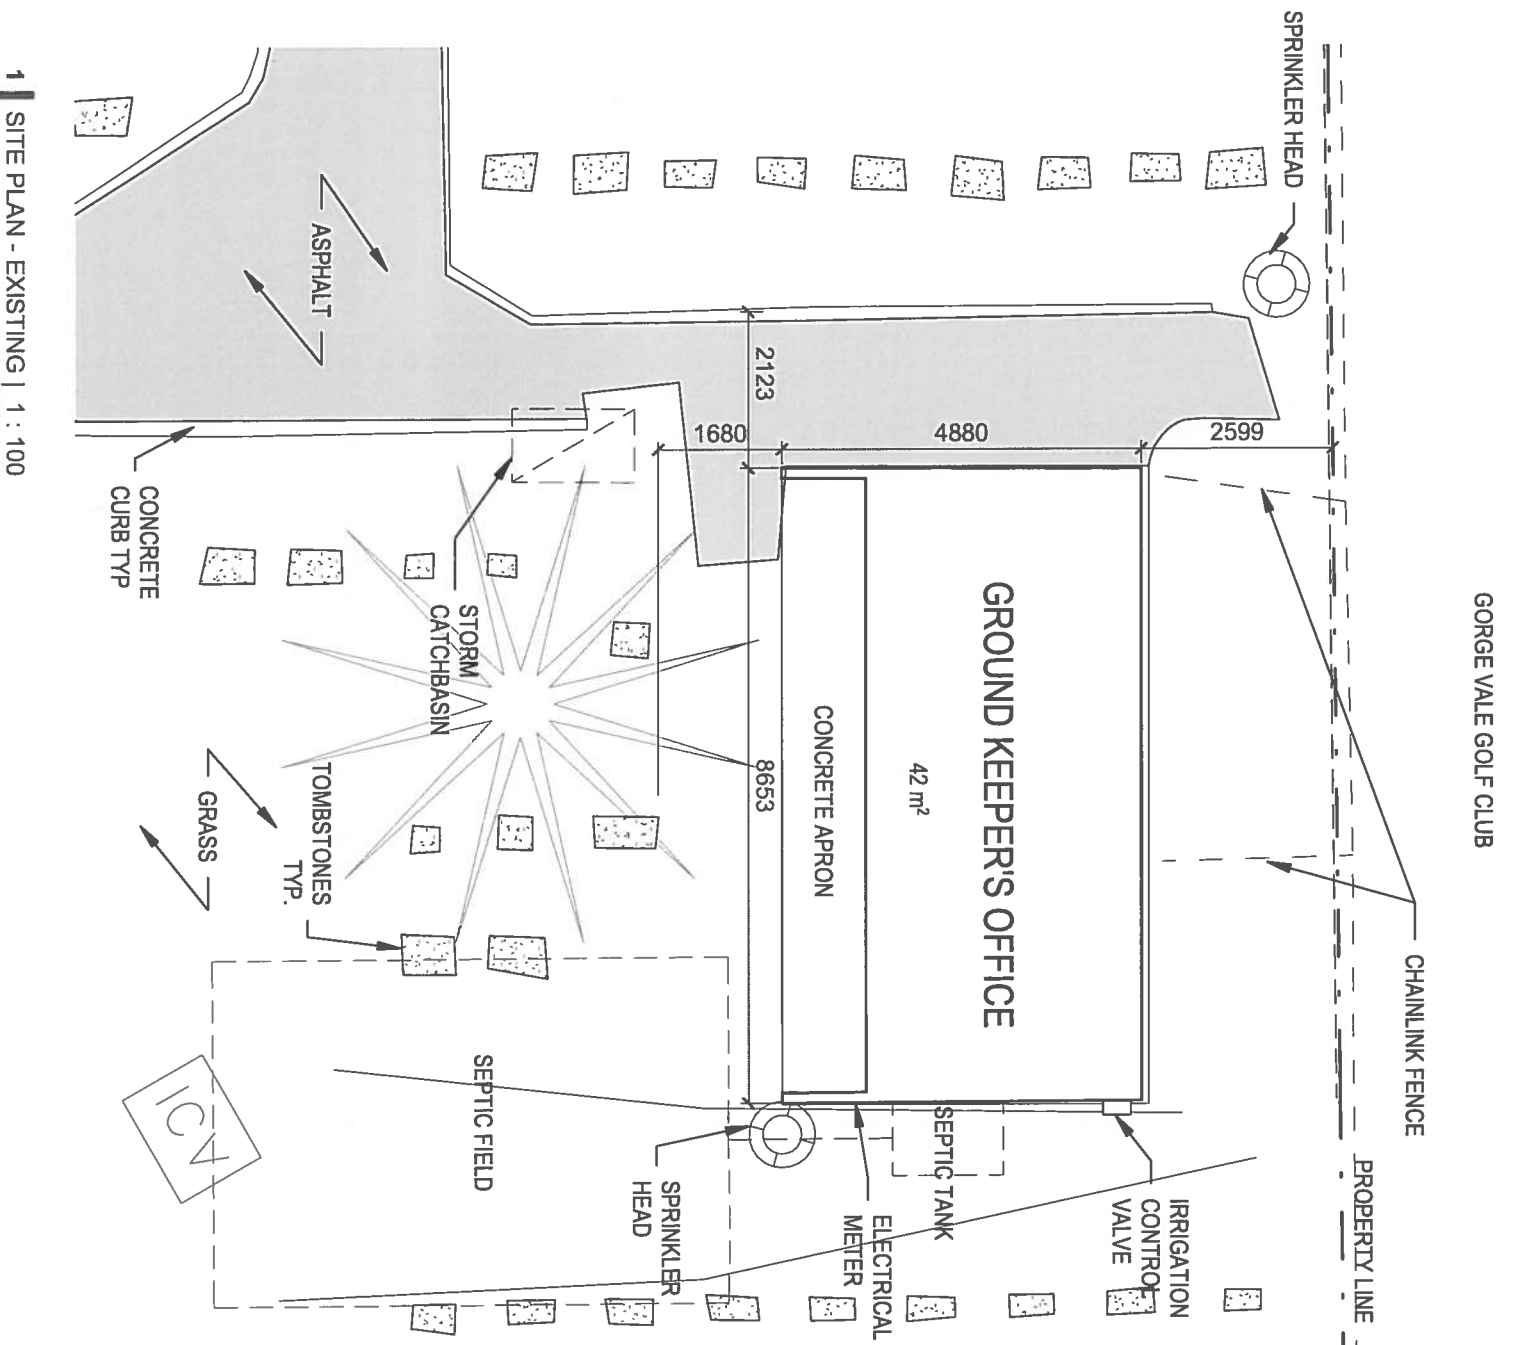 GORGE VALE GOLF CLUB
PROPERTY LINE
CHAINLINK FENCE
SPRINKLER HEAD
2599
4880
1680
2123
8653
GROUND KEEPER'S OFFICE
42 m²
CONCRETE APRON
IRRIGATION
CONTROL
VALVE
SEPTIC TANK
ELECTRICAL
METER
SPRINKLER
HEAD
SEPTIC FIELD
STORM
CATCHBASIN
ASPHALT
TOMBSTONES
TYP.
GRASS
CONCRETE
CURB TYP
ICV
1 SITE PLAN - EXISTING | 1 : 100